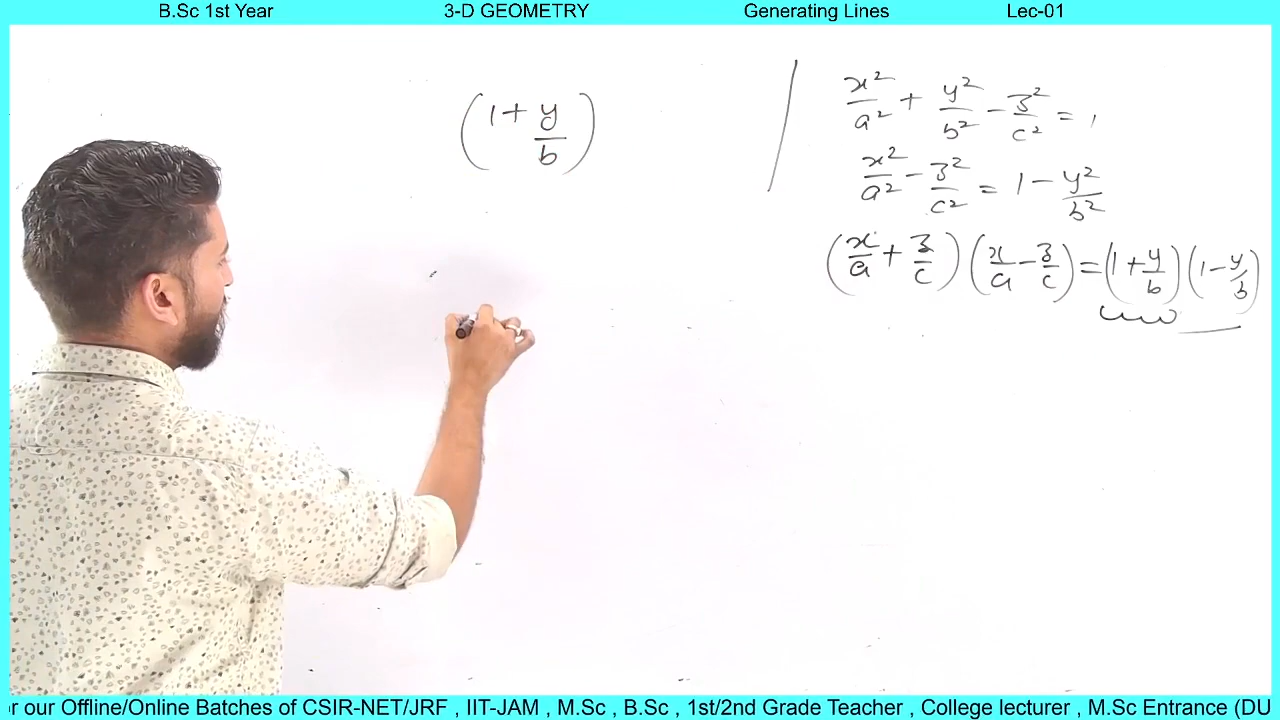 B.Sc 1st Year 3-D GEOMETRY Generating Lines Lec-01
(1 + y/b)
x²/a² + y²/b² - z²/c² = 1
x²/a² - z²/c² = 1 - y²/b²
(x/a + z/c) (x/a - z/c) = (1 + y/b) (1 - y/b)
r our Offline/Online Batches of CSIR-NET/JRF , IIT-JAM , M.Sc , B.Sc , 1st/2nd Grade Teacher , College lecturer , M.Sc Entrance (DU